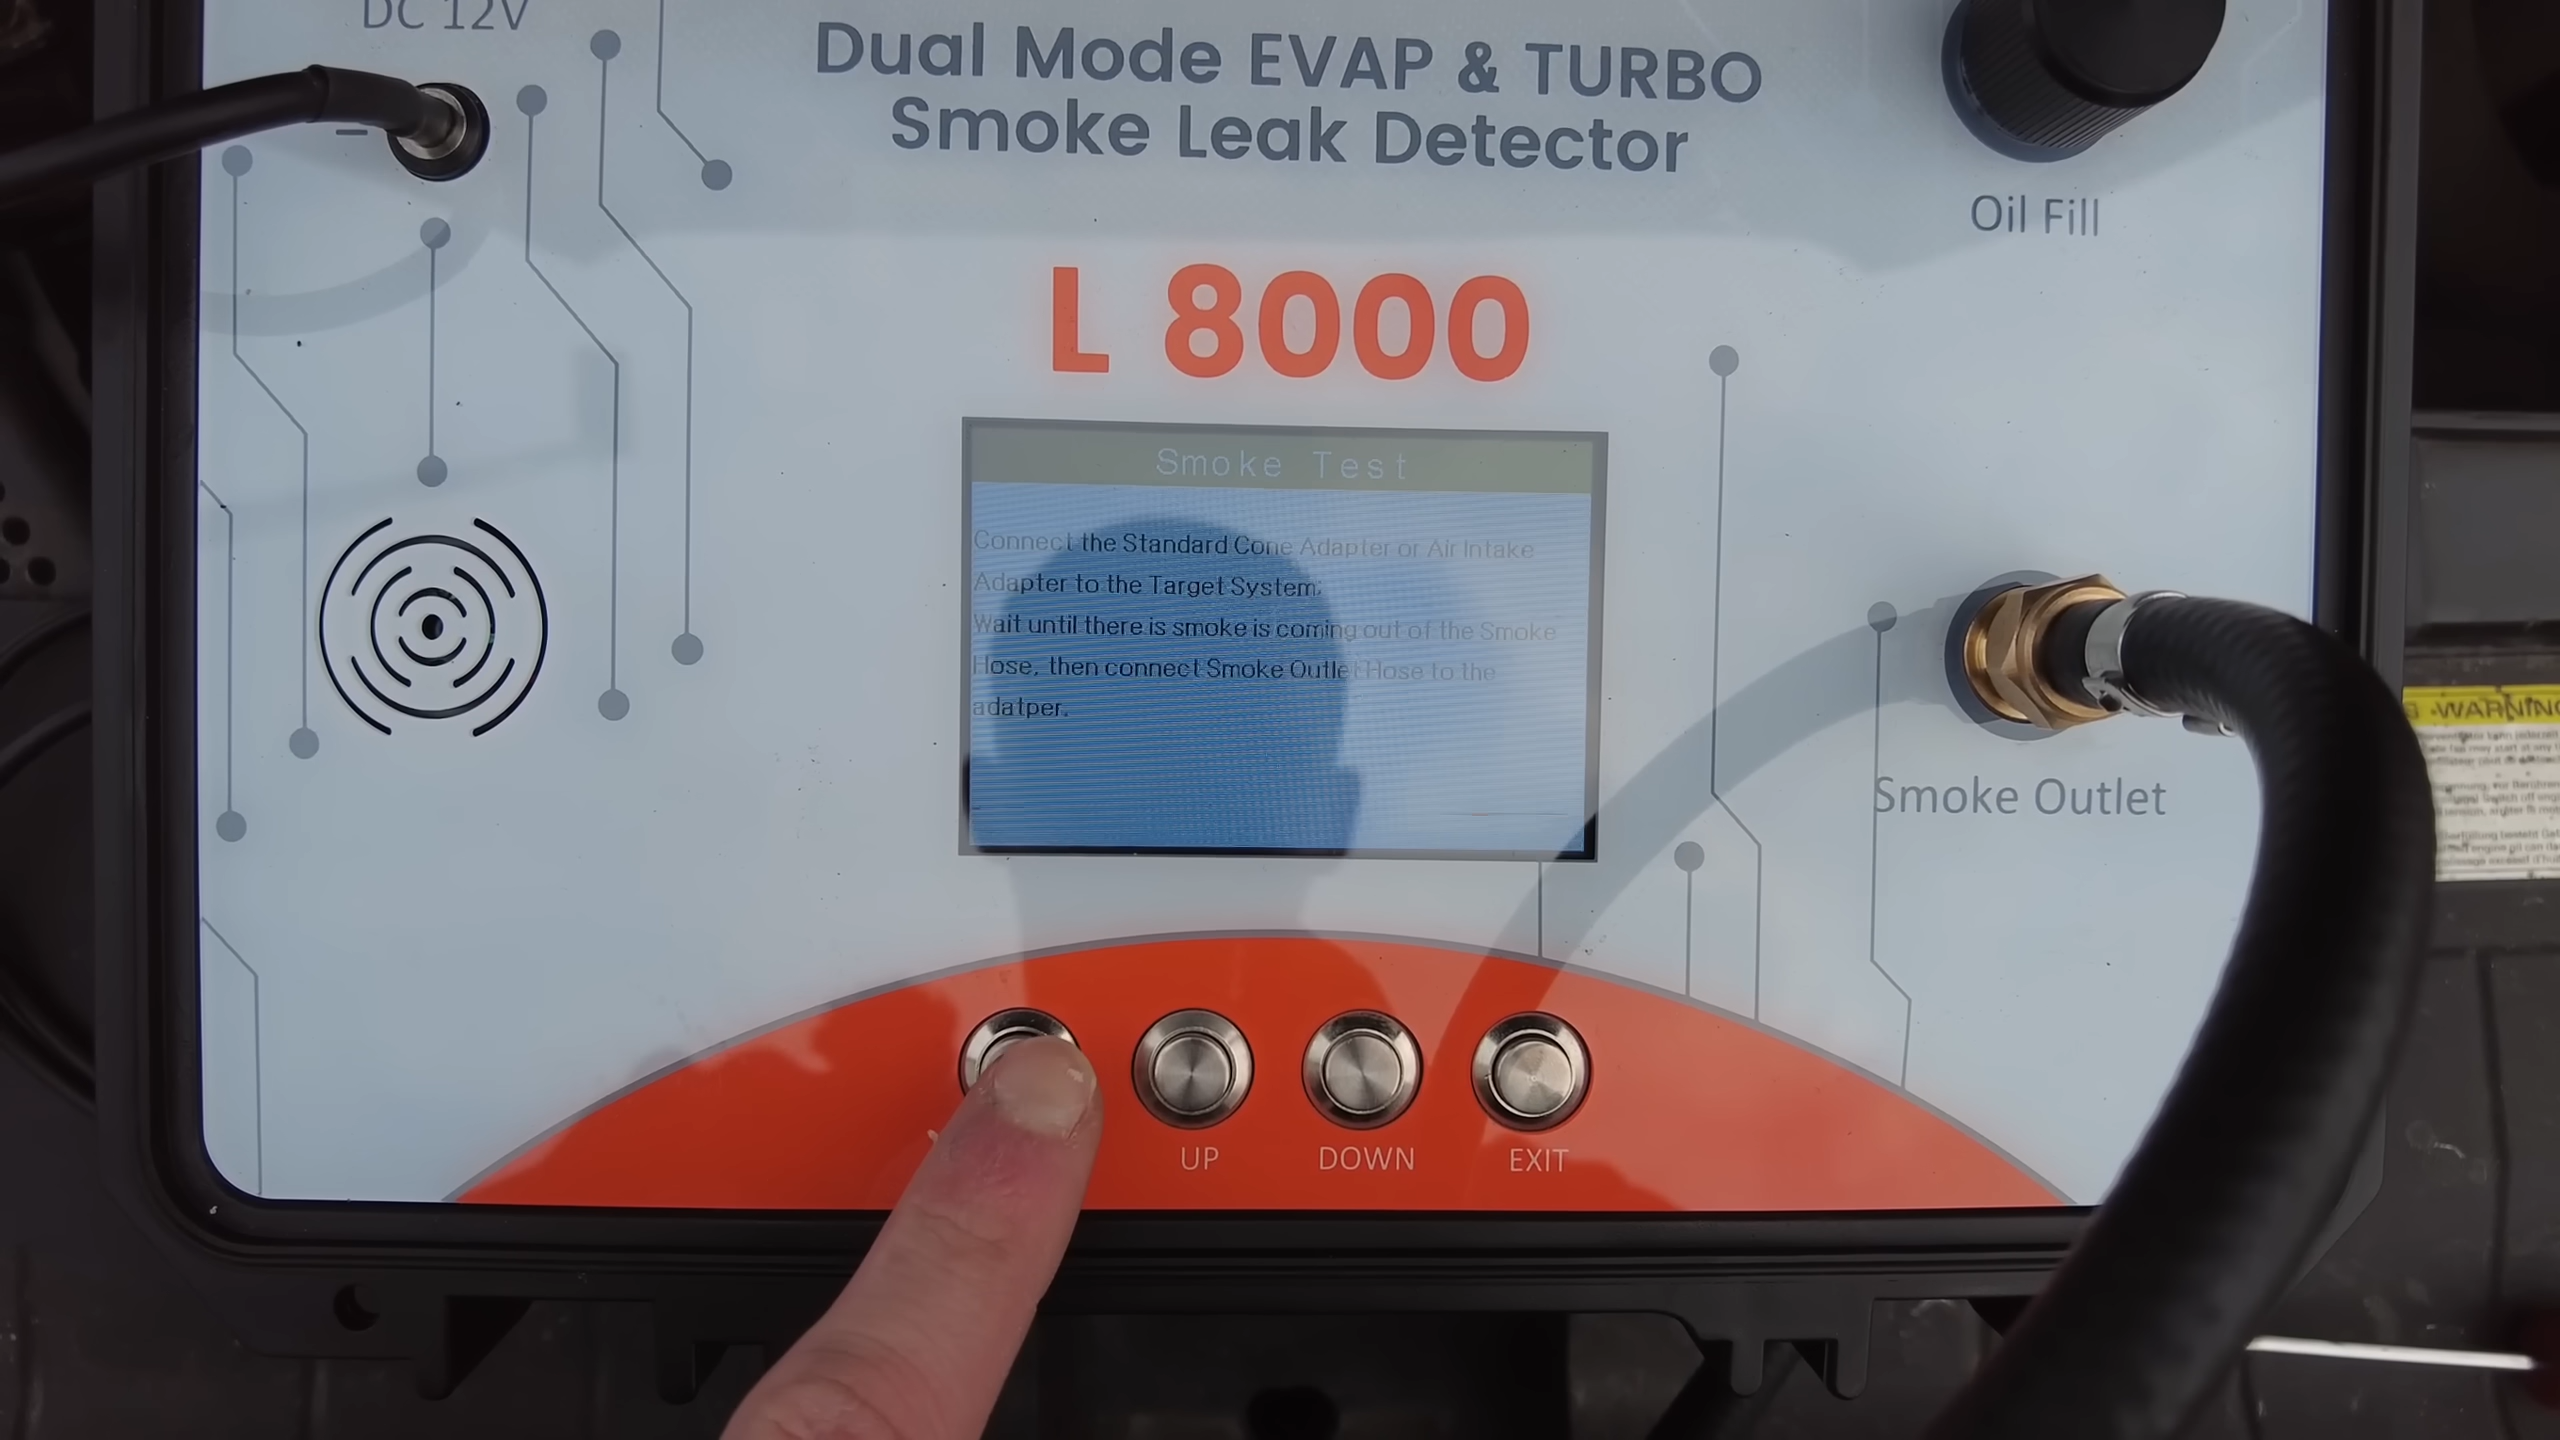 DC 12V
Dual Mode EVAP & TURBO
Smoke Leak Detector
Oil Fill
L 8000
Smoke Test
Connect the Standard Cone Adapter or Air Intake
Adapter to the Target System;
Wait until there is smoke is coming out of the Smoke
Hose, then connect Smoke Outlet Hose to the
adatper.
Smoke Outlet
WARNING
UP
DOWN
EXIT